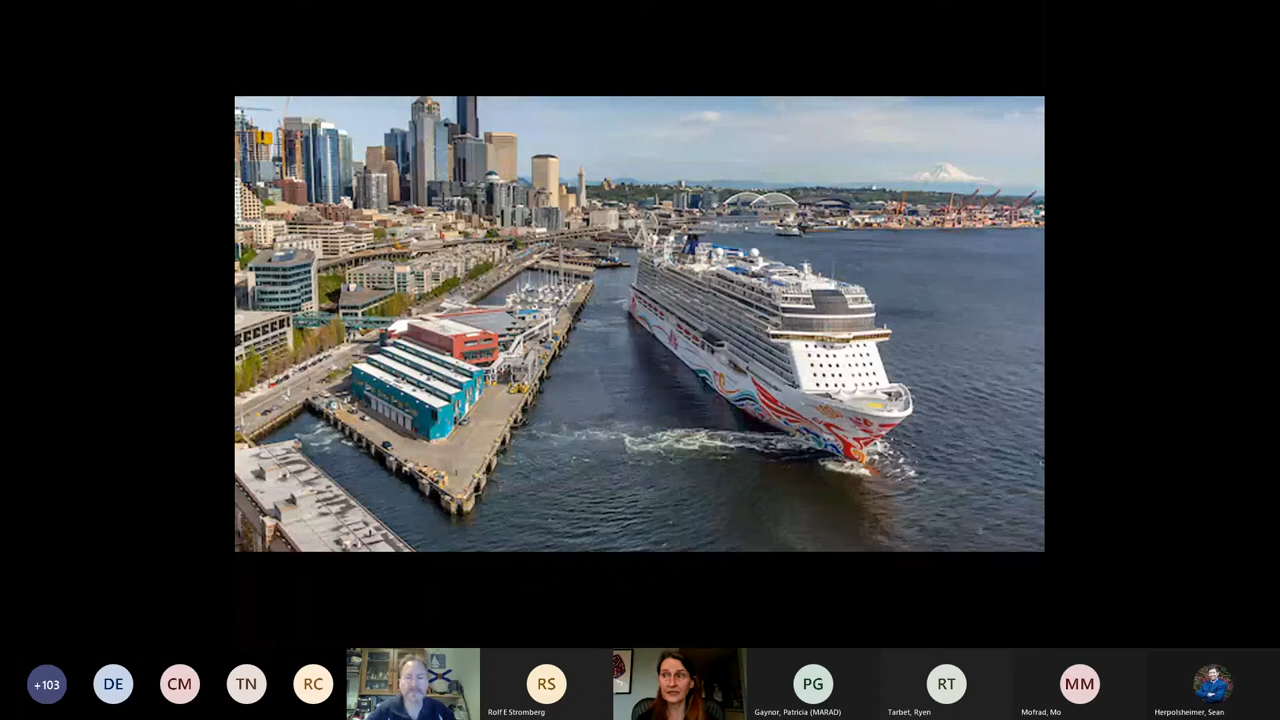 +103
DE
CM
TN
RC
RS
Rolf E Stromberg
PG
Gaynor, Patricia (MARAD)
RT
Tarbet, Ryen
MM
Mofrad, Mo
Herpolsheimer, Sean